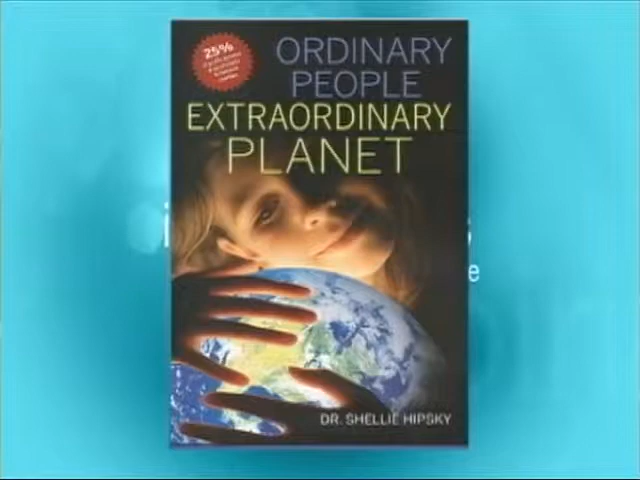 25%
ORDINARY
PEOPLE
EXTRAORDINARY
PLANET
e
DR. SHELLIE HIPSKY